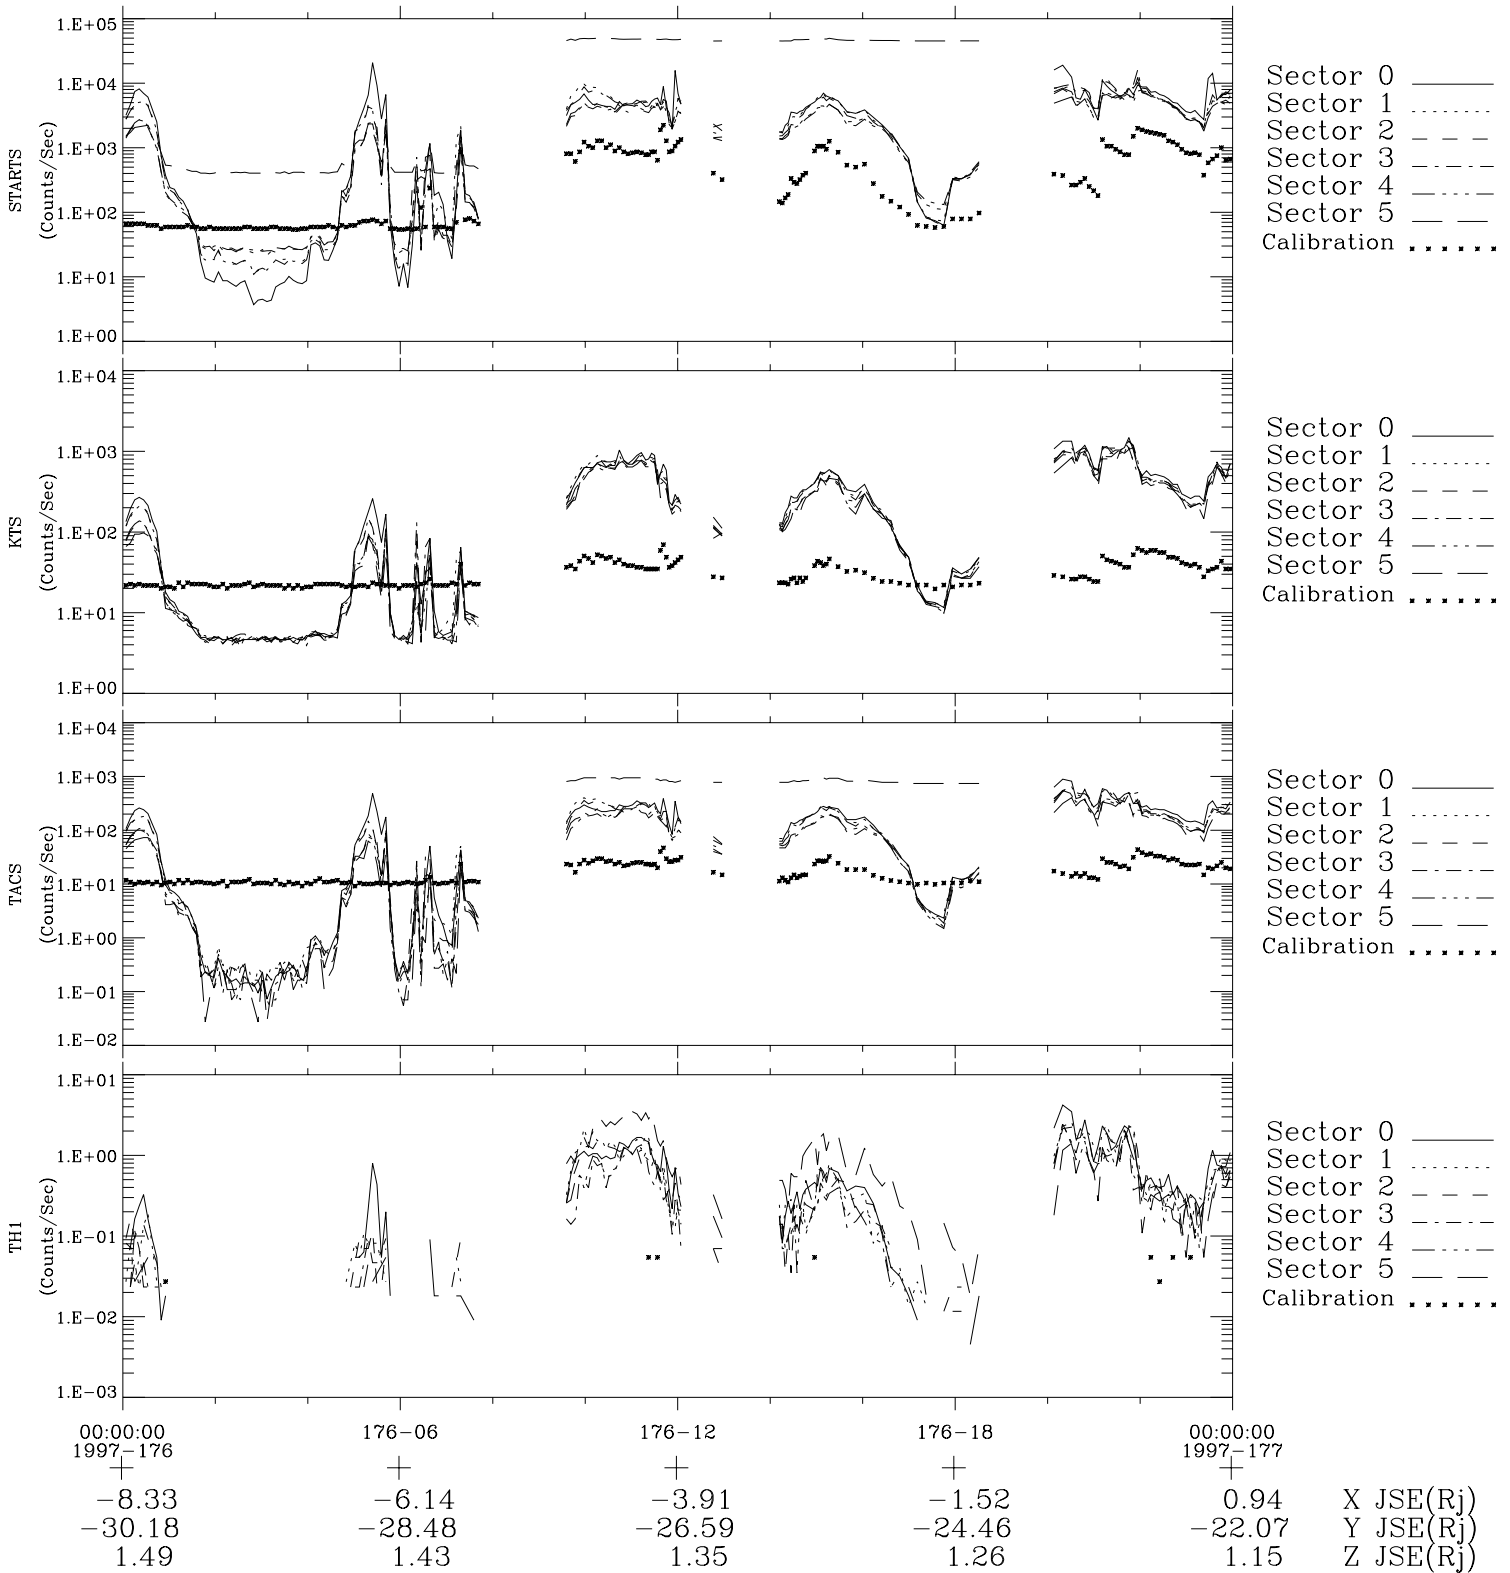 1.E+05
1.E+04
1.E+03
1.E+02
1.E+01
1.E+00
STARTS
(Counts/Sec)
Sector 0
Sector 1
Sector 2
Sector 3
Sector 4
Sector 5
Calibration
1.E+04
1.E+03
1.E+02
1.E+01
1.E+00
KTS
(Counts/Sec)
Sector 0
Sector 1
Sector 2
Sector 3
Sector 4
Sector 5
Calibration
1.E+04
1.E+03
1.E+02
1.E+01
1.E+00
1.E-01
1.E-02
TACS
(Counts/Sec)
Sector 0
Sector 1
Sector 2
Sector 3
Sector 4
Sector 5
Calibration
1.E+01
1.E+00
1.E-01
1.E-02
1.E-03
TH1
(Counts/Sec)
Sector 0
Sector 1
Sector 2
Sector 3
Sector 4
Sector 5
Calibration
00:00:00 176-06 176-12 176-18 00:00:00
1997-176 1997-177
-8.33 -6.14 -3.91 -1.52 0.94 X JSE(Rj)
-30.18 -28.48 -26.59 -24.46 -22.07 Y JSE(Rj)
1.49 1.43 1.35 1.26 1.15 Z JSE(Rj)